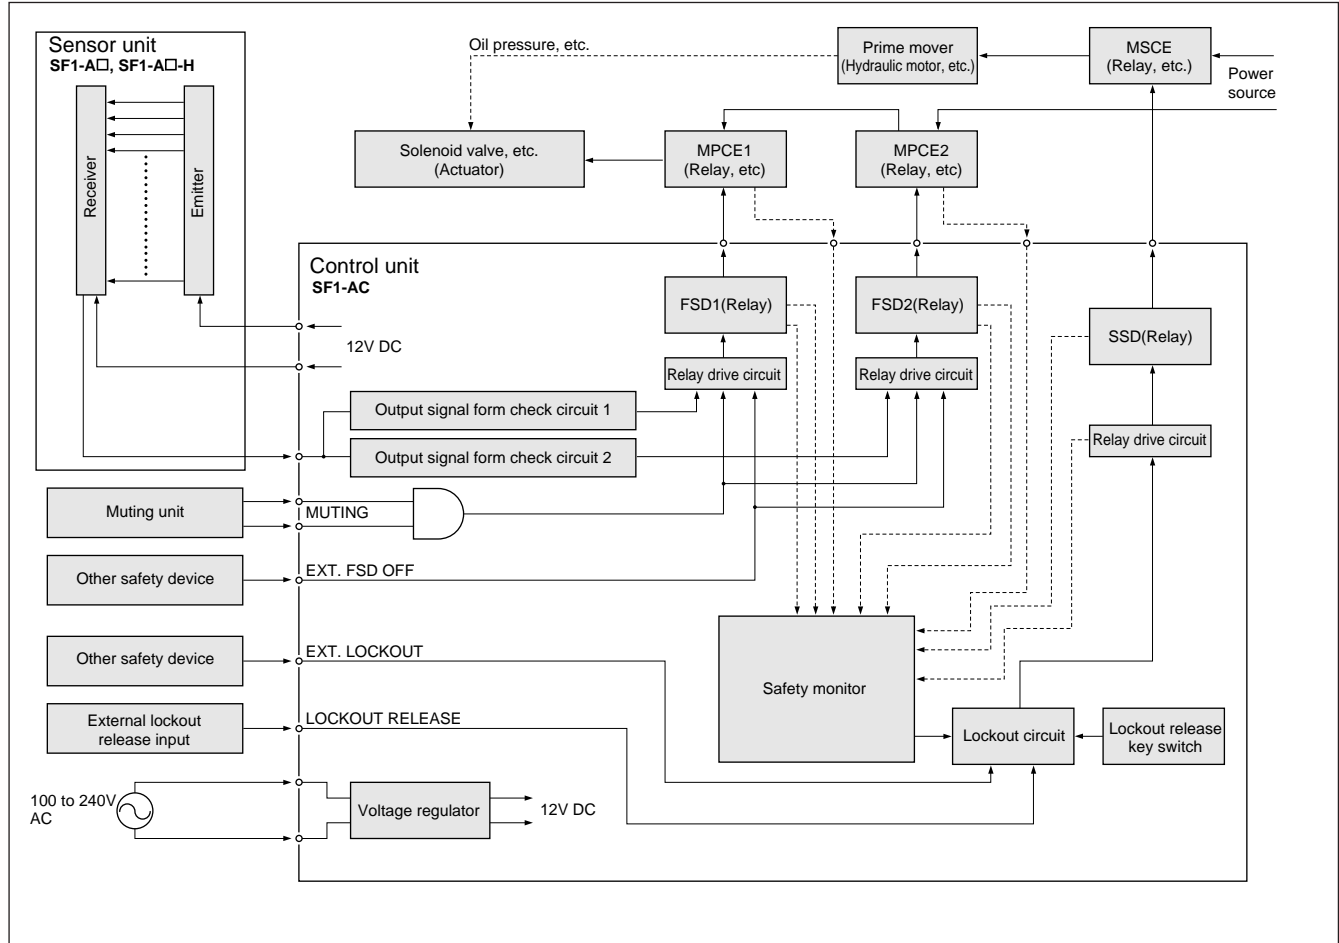 Sensor unit
SF1-A□, SF1-A□-H
Receiver
Emitter
Oil pressure, etc.
Prime mover
(Hydraulic motor, etc.)
MSCE
(Relay, etc.)
Power
source
Solenoid valve, etc.
(Actuator)
MPCE1
(Relay, etc)
MPCE2
(Relay, etc)
Control unit
SF1-AC
FSD1(Relay)
FSD2(Relay)
SSD(Relay)
12V DC
Relay drive circuit
Relay drive circuit
Relay drive circuit
Output signal form check circuit 1
Output signal form check circuit 2
Muting unit
MUTING
Other safety device
EXT. FSD OFF
Other safety device
EXT. LOCKOUT
Safety monitor
External lockout
release input
LOCKOUT RELEASE
Lockout circuit
Lockout release
key switch
100 to 240V
AC
Voltage regulator
12V DC